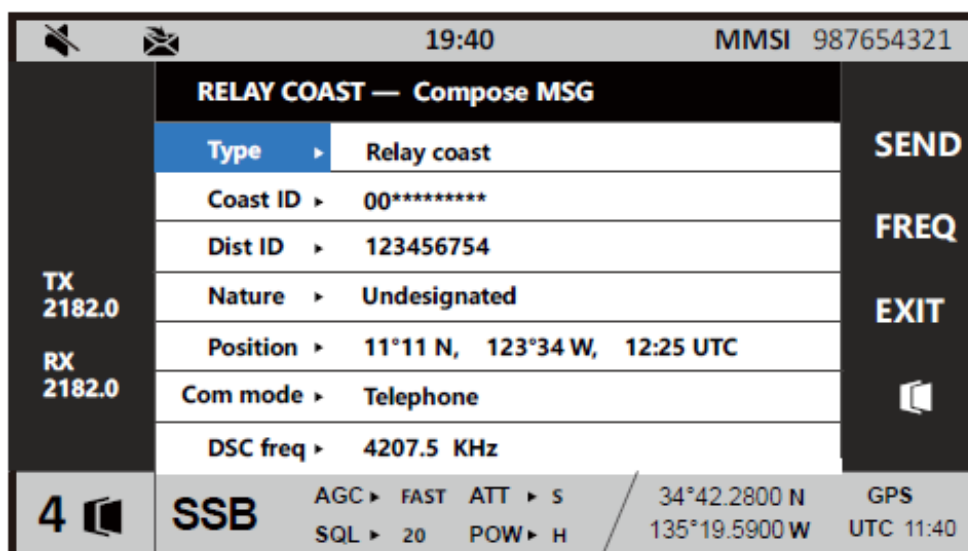 19:40 MMSI 987654321
RELAY COAST — Compose MSG
Type ▸ Relay coast
Coast ID ▸ 00*********
Dist ID ▸ 123456754
Nature ▸ Undesignated
Position ▸ 11°11 N, 123°34 W, 12:25 UTC
Com mode ▸ Telephone
DSC freq ▸ 4207.5 KHz
TX
2182.0
RX
2182.0
SEND
FREQ
EXIT
4 SSB
AGC ▸ FAST ATT ▸ S
SQL ▸ 20 POW ▸ H
34°42.2800 N
135°19.5900 W
GPS
UTC 11:40